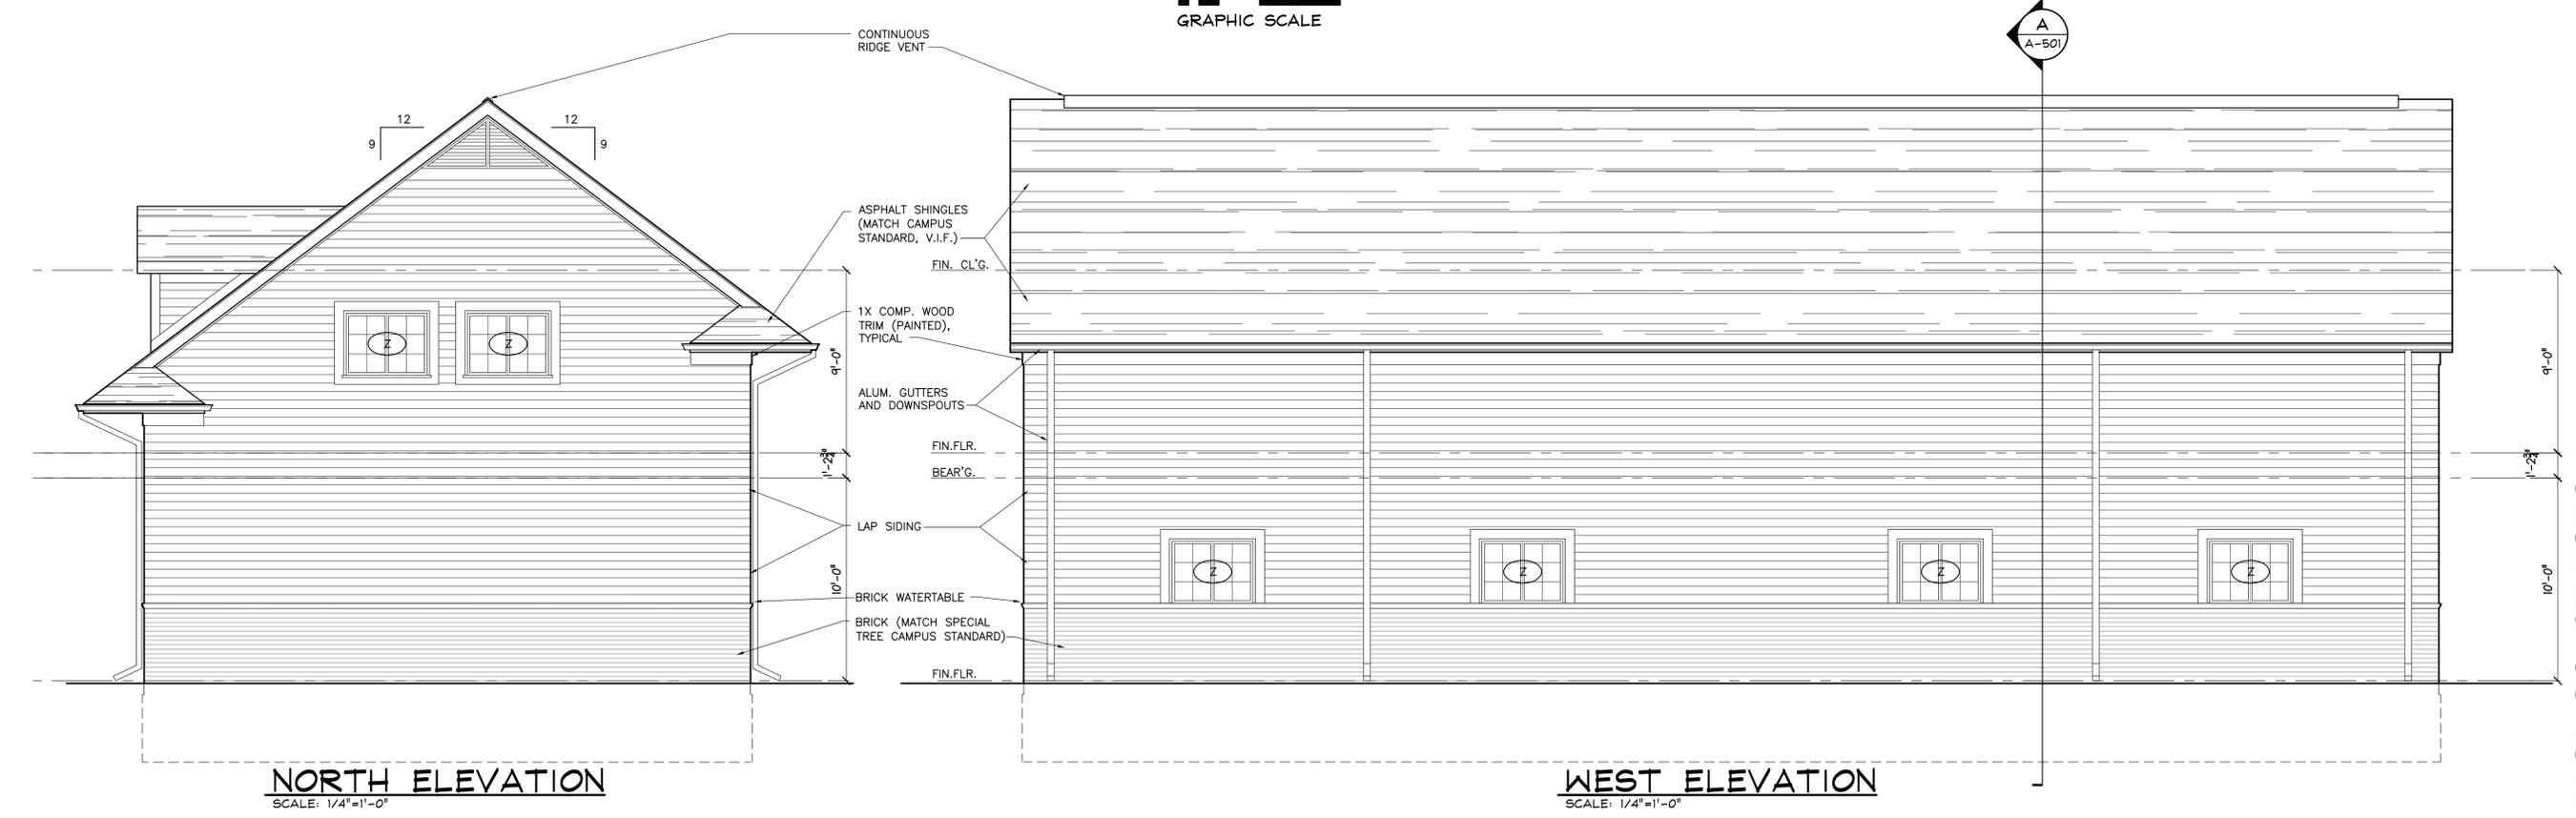 GRAPHIC SCALE
A
A-501
CONTINUOUS
RIDGE VENT
12
9
12
9
ASPHALT SHINGLES
(MATCH CAMPUS
STANDARD, V.I.F.)
FIN. CL'G.
1X COMP. WOOD
TRIM (PAINTED),
TYPICAL
Z
Z
9'-0"
9'-0"
ALUM. GUTTERS
AND DOWNSPOUTS
FIN.FLR.
1'-2¾"
1'-2¾"
BEAR'G.
LAP SIDING
Z
Z
Z
Z
10'-0"
10'-0"
BRICK WATERTABLE
BRICK (MATCH SPECIAL
TREE CAMPUS STANDARD)
FIN.FLR.
NORTH ELEVATION
SCALE: 1/4"=1'-0"
WEST ELEVATION
SCALE: 1/4"=1'-0"